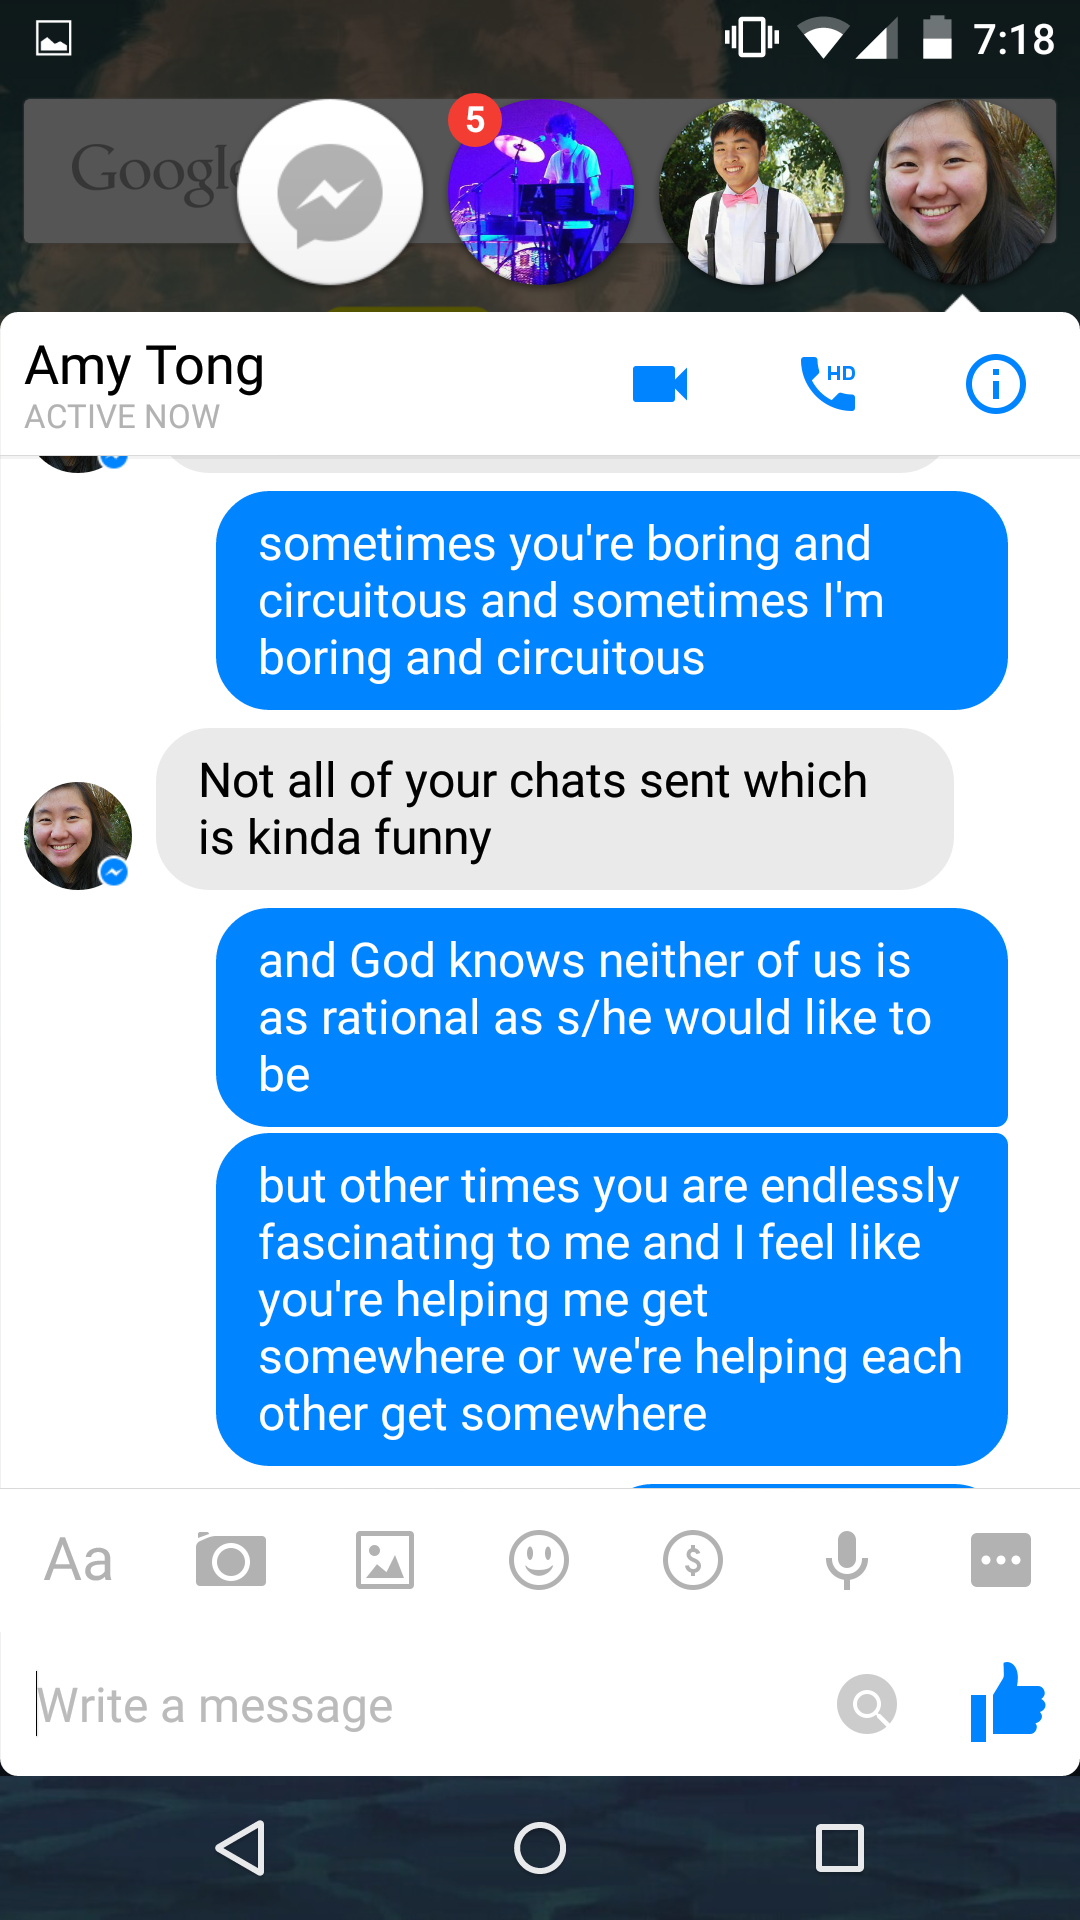 7:18
Google
5
Amy Tong
ACTIVE NOW
HD
sometimes you're boring and
circuitous and sometimes I'm
boring and circuitous
Not all of your chats sent which
is kinda funny
and God knows neither of us is
as rational as s/he would like to
be
but other times you are endlessly
fascinating to me and I feel like
you're helping me get
somewhere or we're helping each
other get somewhere
Aa
$
Write a message